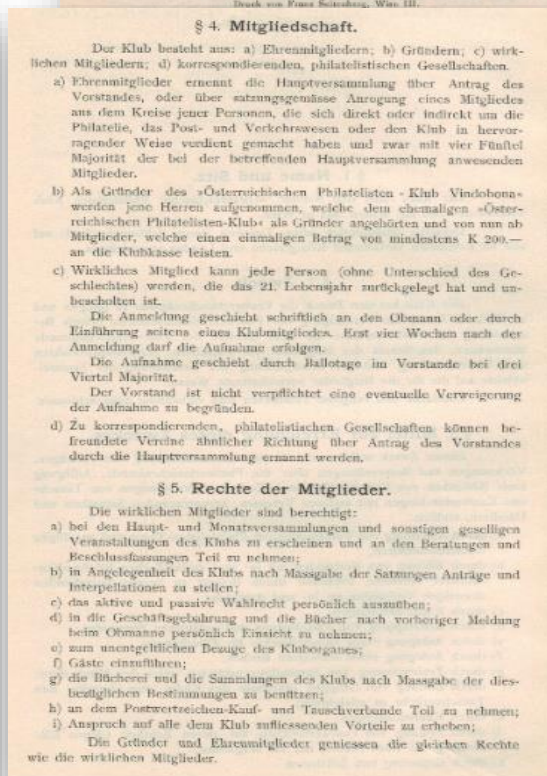 Druck von Franz Seitenberg, Wien III.
§ 4. Mitgliedschaft.
Der Klub besteht aus: a) Ehrenmitgliedern; b) Gründern; c) wirk-
lichen Mitgliedern; d) korrespondierenden, philatelistischen Gesellschaften.
a) Ehrenmitglieder ernennt die Hauptversammlung über Antrag des
Vorstandes, oder über satzungsgemässe Anregung eines Mitgliedes
aus dem Kreise jener Personen, die sich direkt oder indirekt um die
Philatelie, das Post- und Verkehrswesen oder den Klub in hervor-
ragender Weise verdient gemacht haben und zwar mit vier Fünftel
Majorität der bei der betreffenden Hauptversammlung anwesenden
Mitglieder.
b) Als Gründer des »Österreichischen Philatelisten-Klub Vindobona«
werden jene Herren aufgenommen, welche dem ehemaligen »Öster-
reichischen Philatelisten-Klub« als Gründer angehörten und von nun ab
Mitglieder, welche einen einmaligen Betrag von mindestens K 200.—
an die Klubkasse leisten.
c) Wirkliches Mitglied kann jede Person (ohne Unterschied des Ge-
schlechtes) werden, die das 21. Lebensjahr zurückgelegt hat und un-
bescholten ist.
Die Anmeldung geschieht schriftlich an den Obmann oder durch
Einführung seitens eines Klubmitgliedes. Erst vier Wochen nach der
Anmeldung darf die Aufnahme erfolgen.
Die Aufnahme geschieht durch Ballotage im Vorstande bei drei
Viertel Majorität.
Der Vorstand ist nicht verpflichtet eine eventuelle Verweigerung
der Aufnahme zu begründen.
d) Zu korrespondierenden, philatelistischen Gesellschaften können be-
freundete Vereine ähnlicher Richtung über Antrag des Vorstandes
durch die Hauptversammlung ernannt werden.
§ 5. Rechte der Mitglieder.
Die wirklichen Mitglieder sind berechtigt:
a) bei den Haupt- und Monatsversammlungen und sonstigen geselligen
Veranstaltungen des Klubs zu erscheinen und an den Beratungen und
Beschlussfassungen Teil zu nehmen;
b) in Angelegenheit des Klubs nach Massgabe der Satzungen Anträge und
Interpellationen zu stellen;
c) das aktive und passive Wahlrecht persönlich auszuüben;
d) in die Geschäftsgebahrung und die Bücher nach vorheriger Meldung
beim Obmanne persönlich Einsicht zu nehmen;
e) zum unentgeltlichen Bezuge des Kluborganes;
f) Gäste einzuführen;
g) die Bücherei und die Sammlungen des Klubs nach Massgabe der dies-
bezüglichen Bestimmungen zu benützen;
h) an dem Postwertzeichen-Kauf- und Tauschverbande Teil zu nehmen;
i) Anspruch auf alle dem Klub zufliessenden Vorteile zu erheben;
Die Gründer und Ehrenmitglieder geniessen die gleichen Rechte
wie die wirklichen Mitglieder.